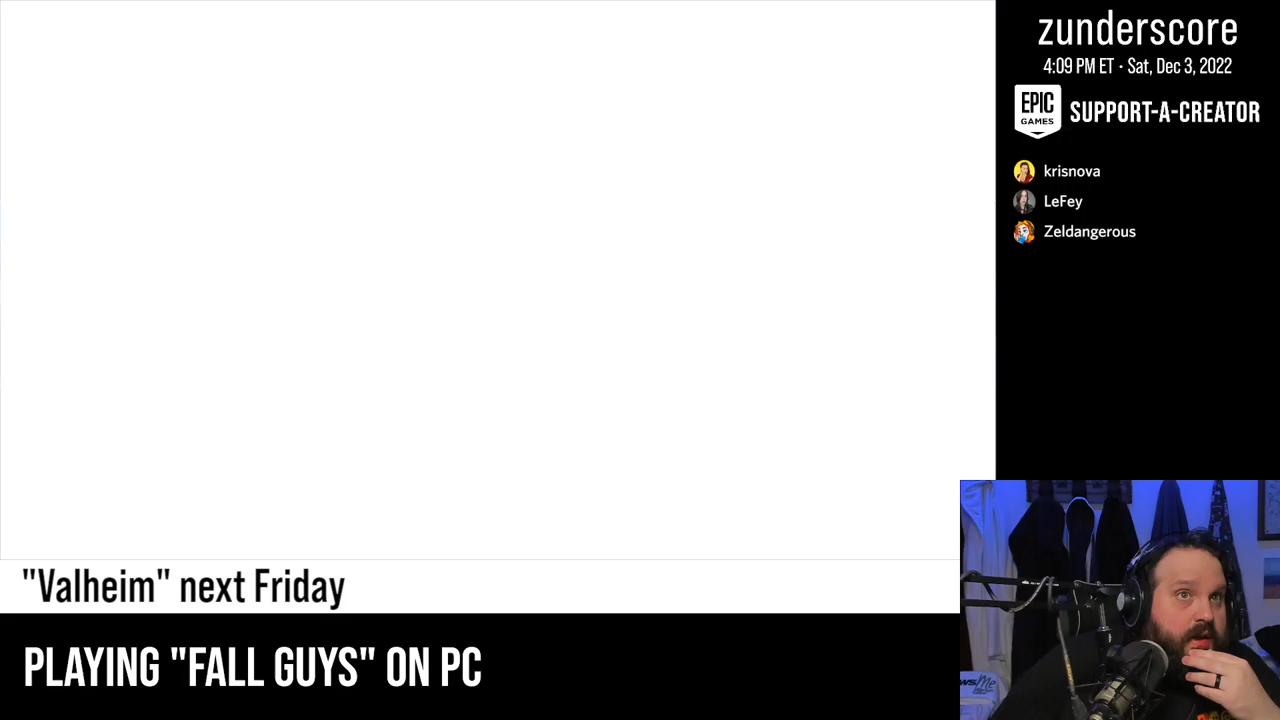 zunderscore
4:09 PM ET · Sat, Dec 3, 2022
EPIC
GAMES
SUPPORT-A-CREATOR
krisnova
LeFey
Zeldangerous
"Valheim" next Friday
PLAYING "FALL GUYS" ON PC